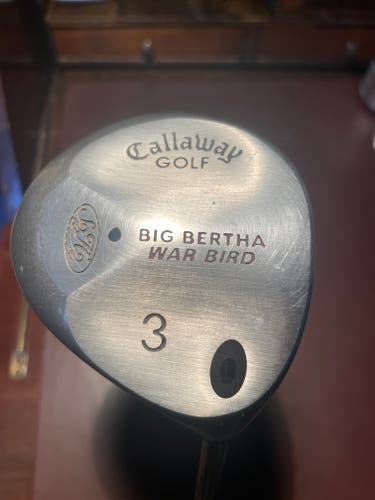 Callaway
GOLF
BIG BERTHA
WAR BIRD
3